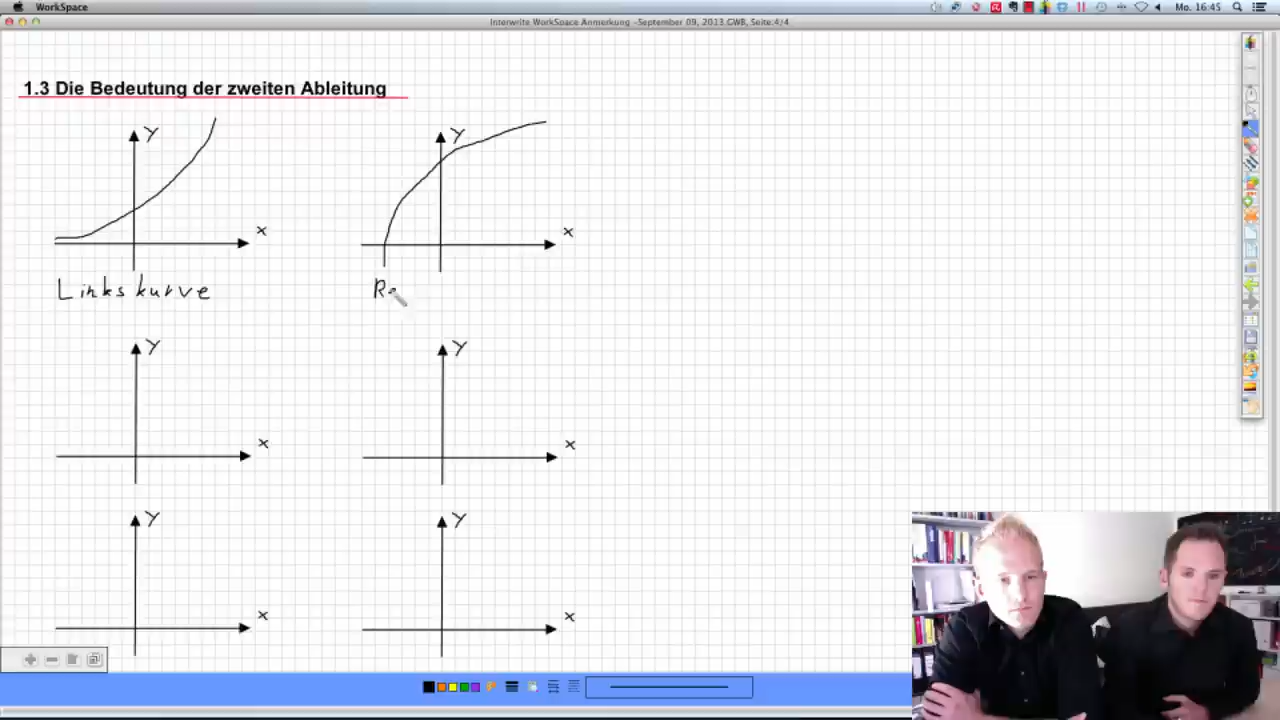 WorkSpace
Mo. 16:45
Interwrite WorkSpace Anmerkung -September 09, 2013.GWB, Seite:4/4
1.3 Die Bedeutung der zweiten Ableitung
Y
Y
x
x
Linkskurve
Re
Y
Y
x
x
Y
Y
x
x